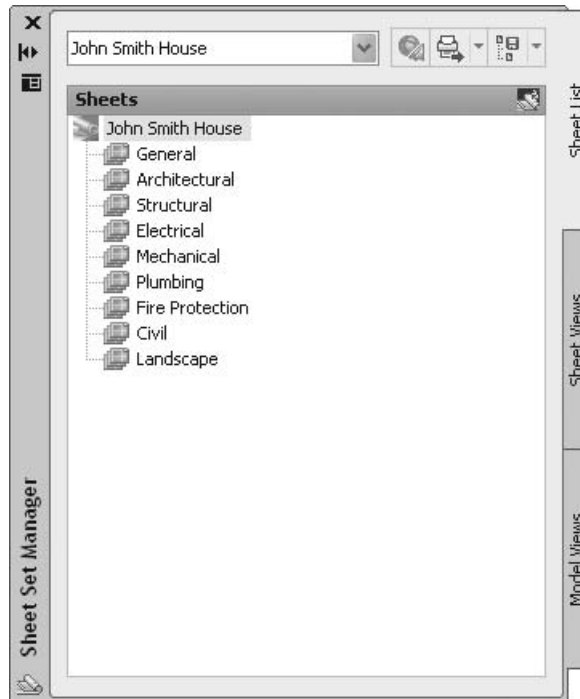 John Smith House
Sheets
John Smith House
General
Architectural
Structural
Electrical
Mechanical
Plumbing
Fire Protection
Civil
Landscape
Sheet List
Sheet Views
Model Views
Sheet Set Manager